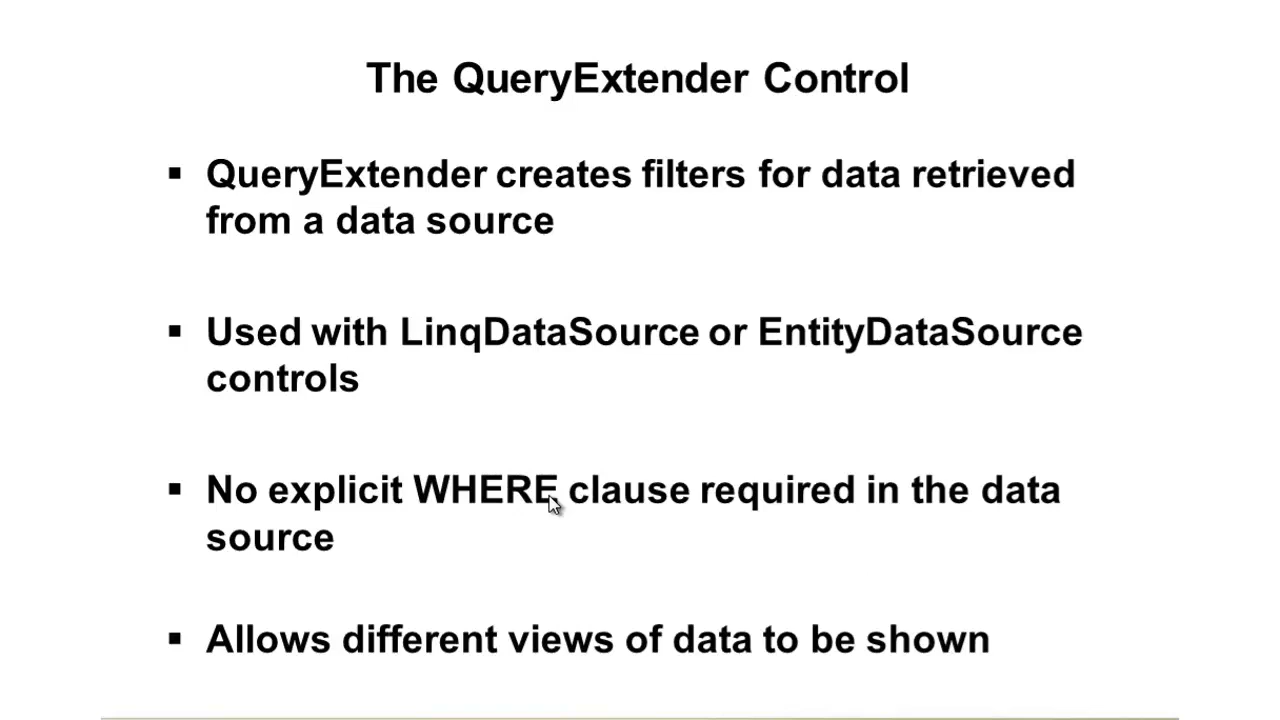 The QueryExtender Control
▪ QueryExtender creates filters for data retrieved
from a data source
▪ Used with LinqDataSource or EntityDataSource
controls
▪ No explicit WHERE clause required in the data
source
▪ Allows different views of data to be shown